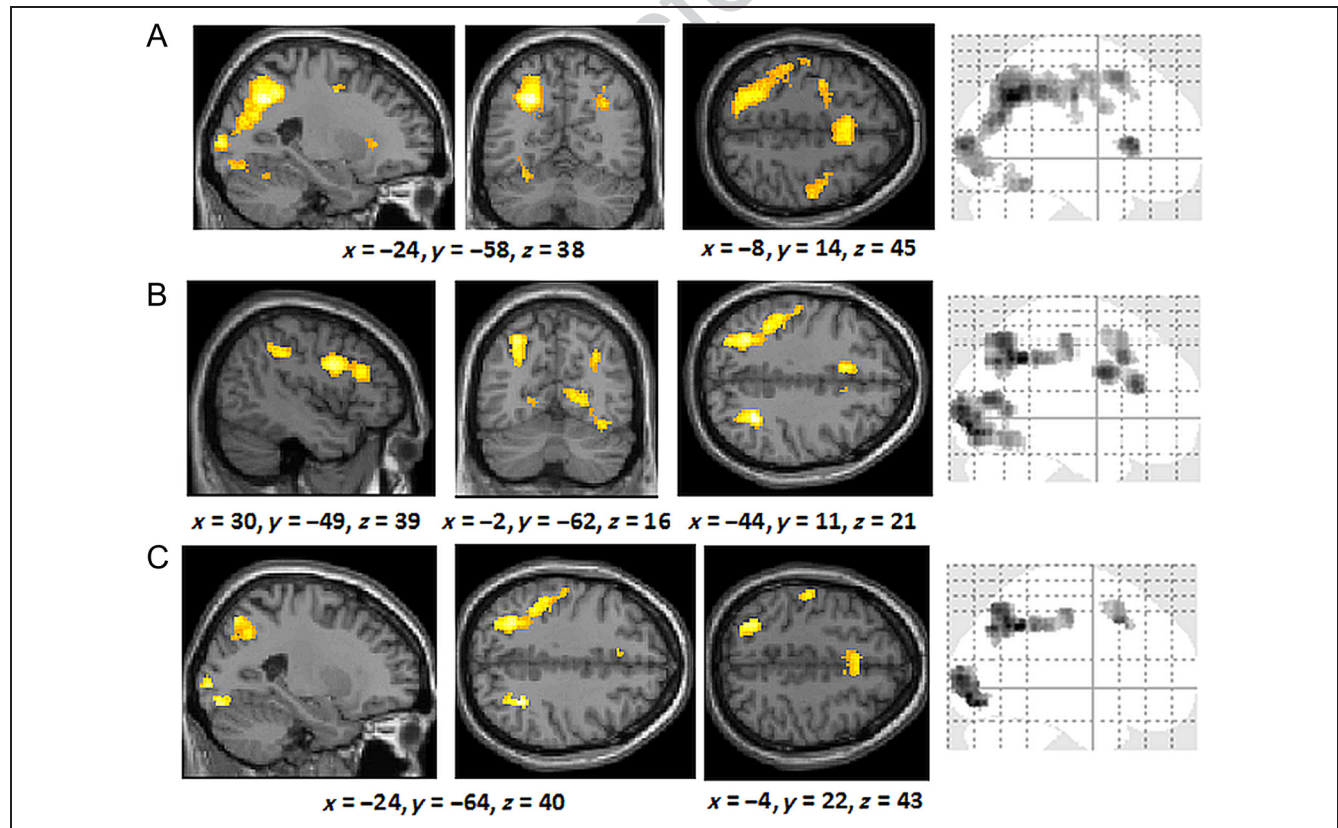 A
x = –24, y = –58, z = 38
x = –8, y = 14, z = 45
B
x = 30, y = –49, z = 39
x = –2, y = –62, z = 16
x = –44, y = 11, z = 21
C
x = –24, y = –64, z = 40
x = –4, y = 22, z = 43